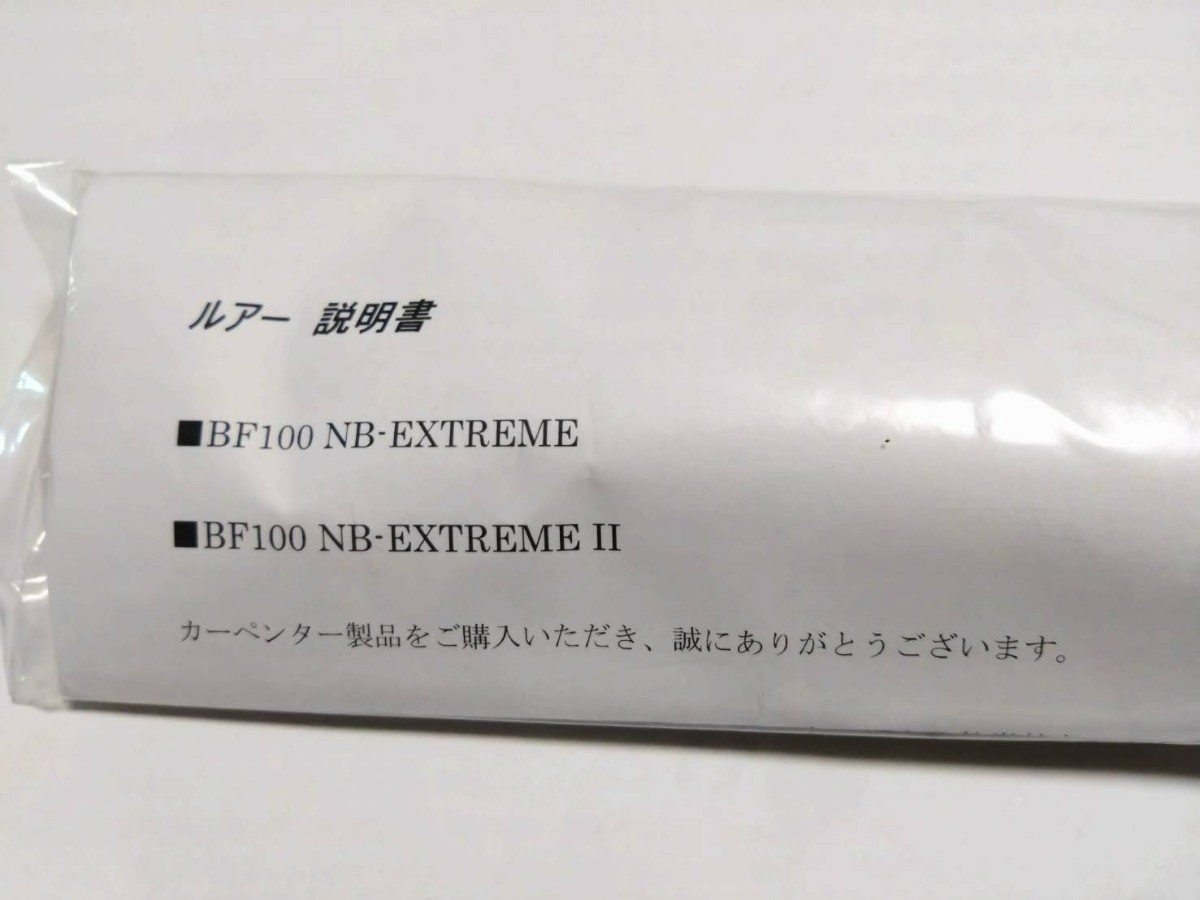 ルアー 説明書
■BF100 NB-EXTREME
■BF100 NB-EXTREME II
カーペンター製品をご購入いただき、誠にありがとうございます。